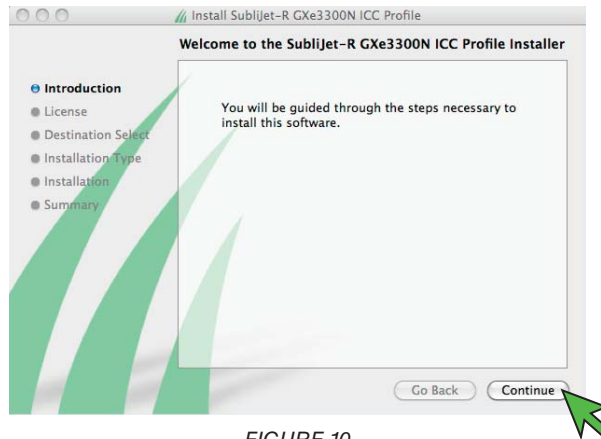 Install SubliJet-R GXe3300N ICC Profile
Welcome to the SubliJet-R GXe3300N ICC Profile Installer
Introduction
License
Destination Select
Installation Type
Installation
Summary
You will be guided through the steps necessary to
install this software.
Go Back
Continue
FIGURE 10